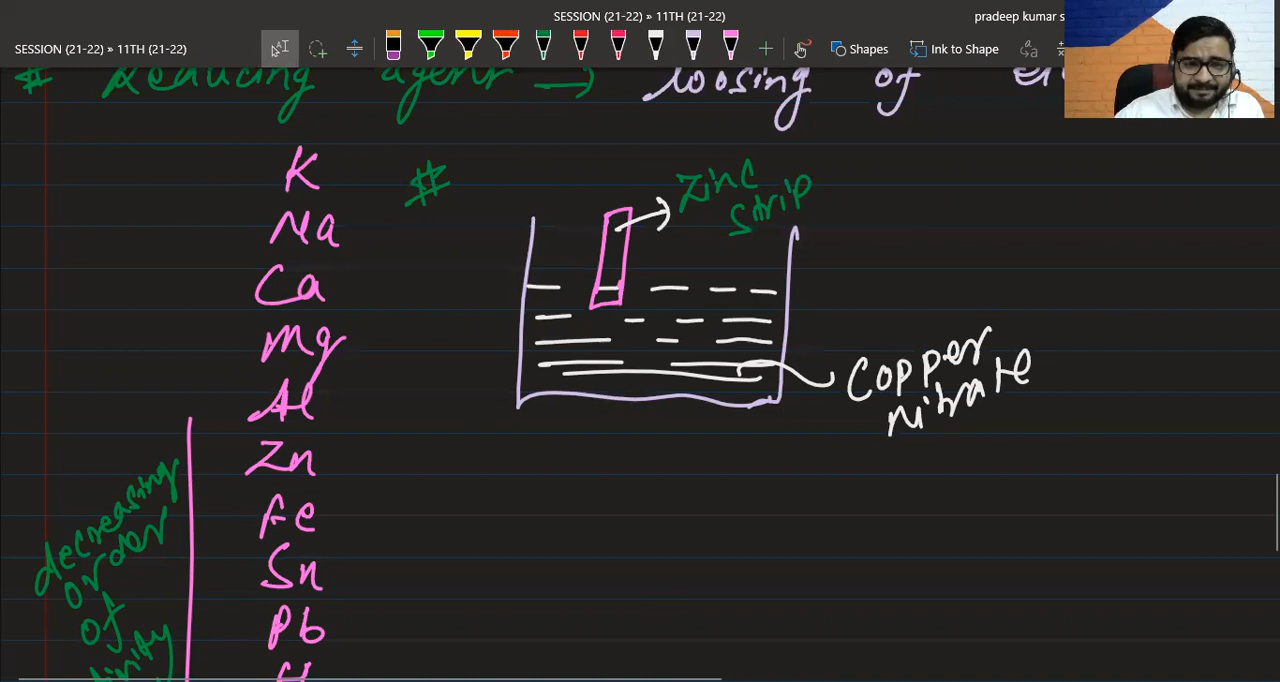 SESSION (21-22) » 11TH (21-22)
pradeep kumar s
SESSION (21-22) » 11TH (21-22)
Shapes
Ink to Shape
# Reducing agent → loosing of
K
#
Zinc
strip
Na
Ca
Mg
Copper
nitrate
Al
Zn
Fe
Sn
Pb
H
decreasing
order
of